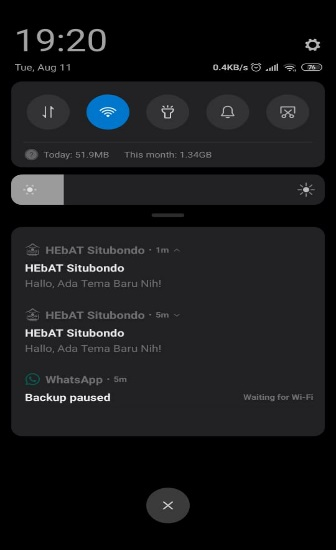 19:20
Tue, Aug 11
0.4KB/s
76
Today: 51.9MB This month: 1.34GB
HEbAT Situbondo · 1m
HEbAT Situbondo
Hallo, Ada Tema Baru Nih!
HEbAT Situbondo · 5m
HEbAT Situbondo
Hallo, Ada Tema Baru Nih!
WhatsApp · 5m
Backup paused Waiting for Wi-Fi